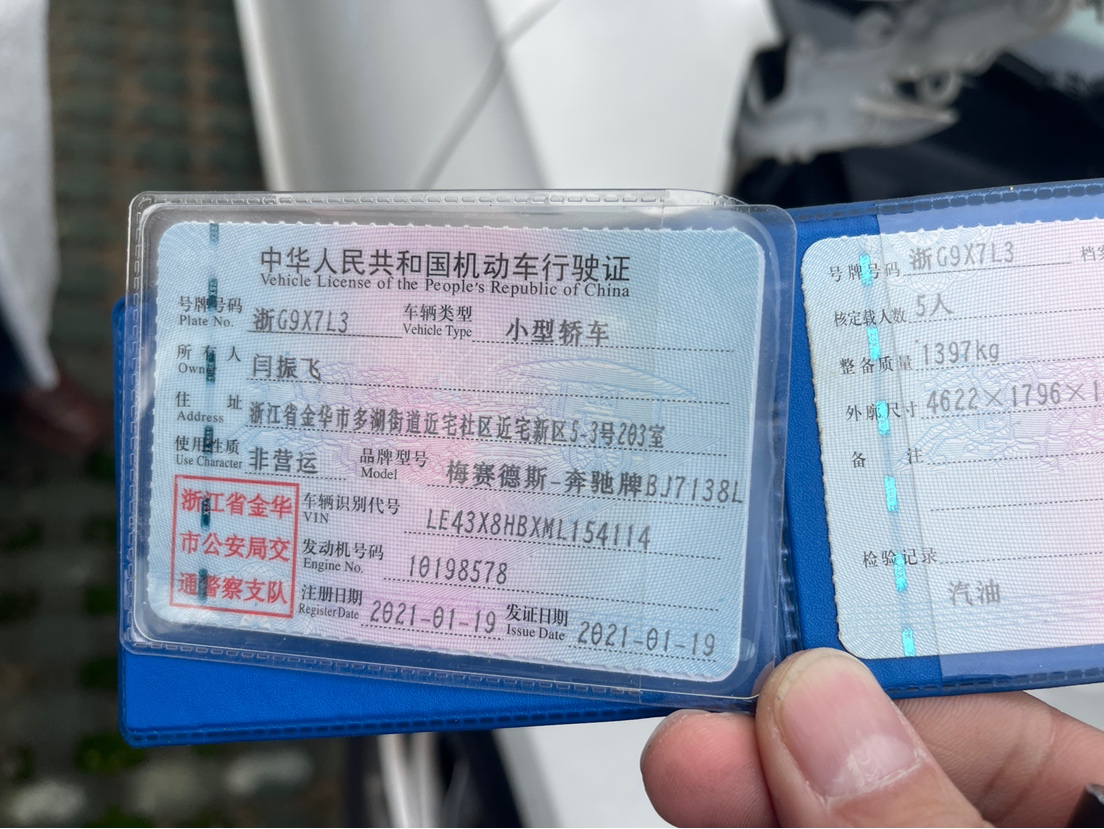 中华人民共和国机动车行驶证
Vehicle License of the People's Republic of China
号牌号码 浙G9X7L3 车辆类型 小型轿车
Plate No. Vehicle Type
所有人 闫振飞
Owner
住址 浙江省金华市多湖街道近宅社区近宅新区5-3号203室
Address
使用性质 非营运 品牌型号 梅赛德斯-奔驰牌BJ7138L
Use Character Model
浙江省金华
市公安局交
通警察支队
车辆识别代号 LE43X8HBXML154114
VIN
发动机号码 10198578
Engine No.
注册日期 2021-01-19 发证日期 2021-01-19
Register Date Issue Date
号牌号码 浙G9X7L3 档案
核定载人数 5人
整备质量 1397kg
外廓尺寸 4622×1796×1
备注
检验记录
汽油